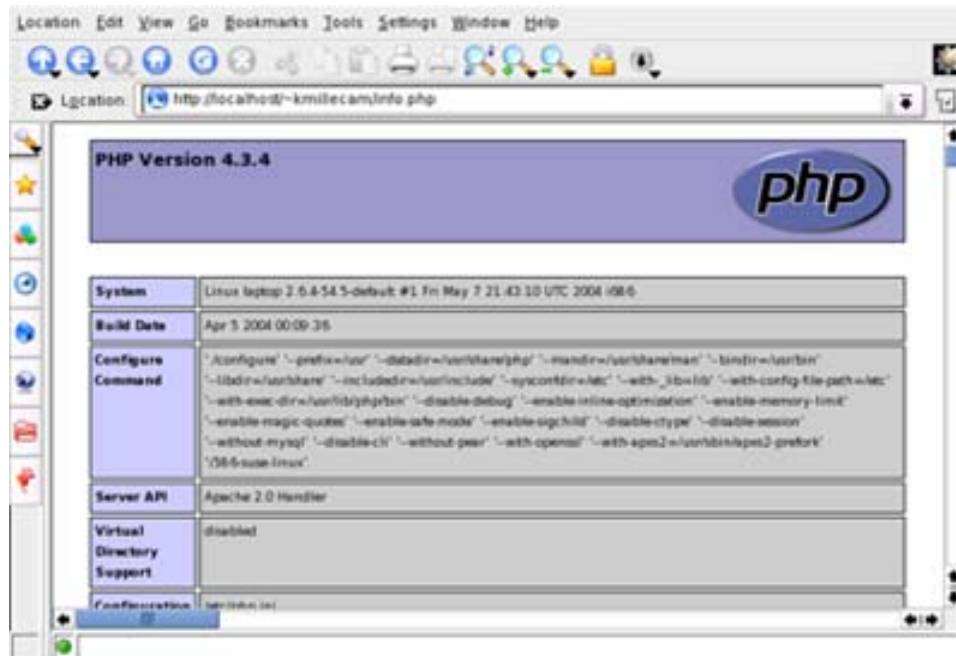 Location Edit View Go Bookmarks Tools Settings Window Help
Location: http://localhost/~kmillecam/info.php
PHP Version 4.3.4
php
System Linux laptop 2.6.4-54.5-default #1 Fri May 7 21:43:10 UTC 2004 i686
Build Date Apr 5 2004 00:09:36
Configure Command './configure' '--prefix=/usr' '--datadir=/usr/share/php' '--mandir=/usr/share/man' '--bindir=/usr/bin'
'--libdir=/usr/share' '--includedir=/usr/include' '--sysconfdir=/etc' '--with-_lib=lib' '--with-config-file-path=/etc'
'--with-exec-dir=/usr/lib/php/bin' '--disable-debug' '--enable-inline-optimization' '--enable-memory-limit'
'--enable-magic-quotes' '--enable-safe-mode' '--enable-sigchild' '--disable-ctype' '--disable-session'
'--without-mysql' '--disable-cli' '--without-pear' '--with-openssl' '--with-apxs2=/usr/sbin/apxs2-prefork'
'i586-suse-linux'
Server API Apache 2.0 Handler
Virtual Directory Support disabled
Configuration /etc/php.ini